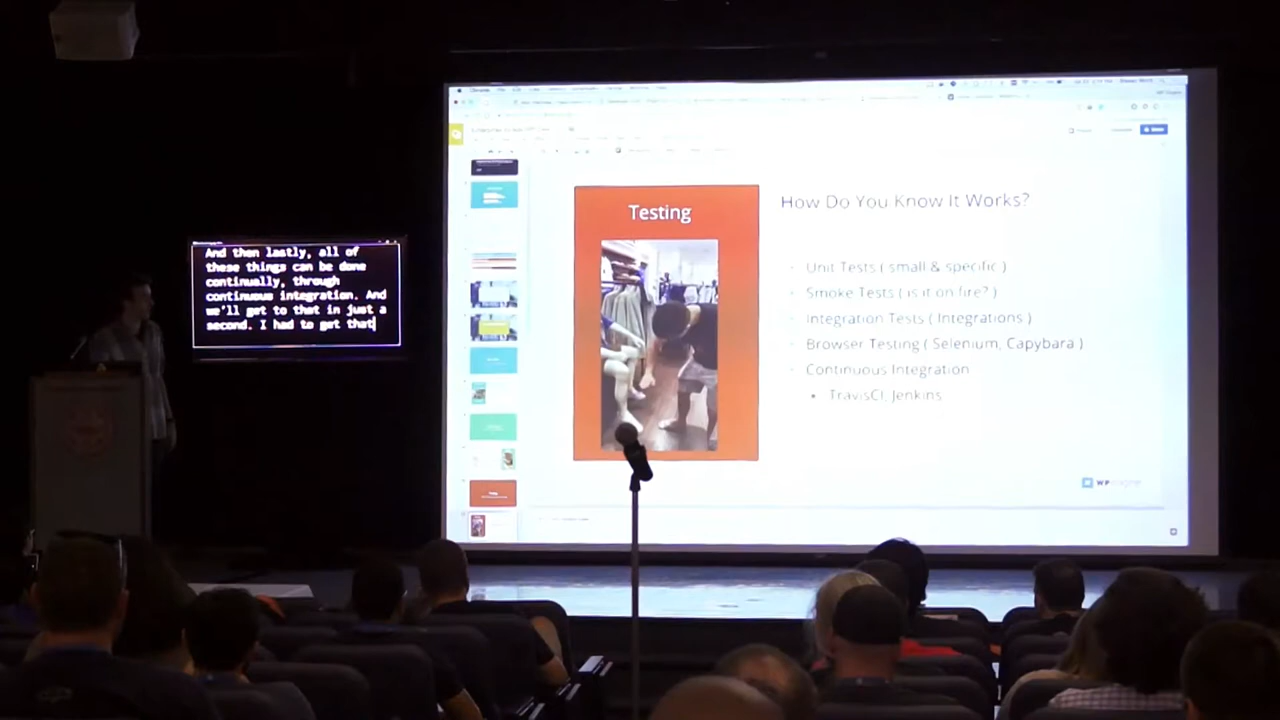 And then lastly, all of
these things can be done
continually, through
continuous integration. And
we'll get to that in just a
second. I had to get that
Testing
How Do You Know It Works?
Unit Tests ( small & specific )
Smoke Tests ( is it on fire? )
Integration Tests ( Integrations )
Browser Testing ( Selenium, Capybara )
Continuous Integration
TravisCI, Jenkins
WPengine